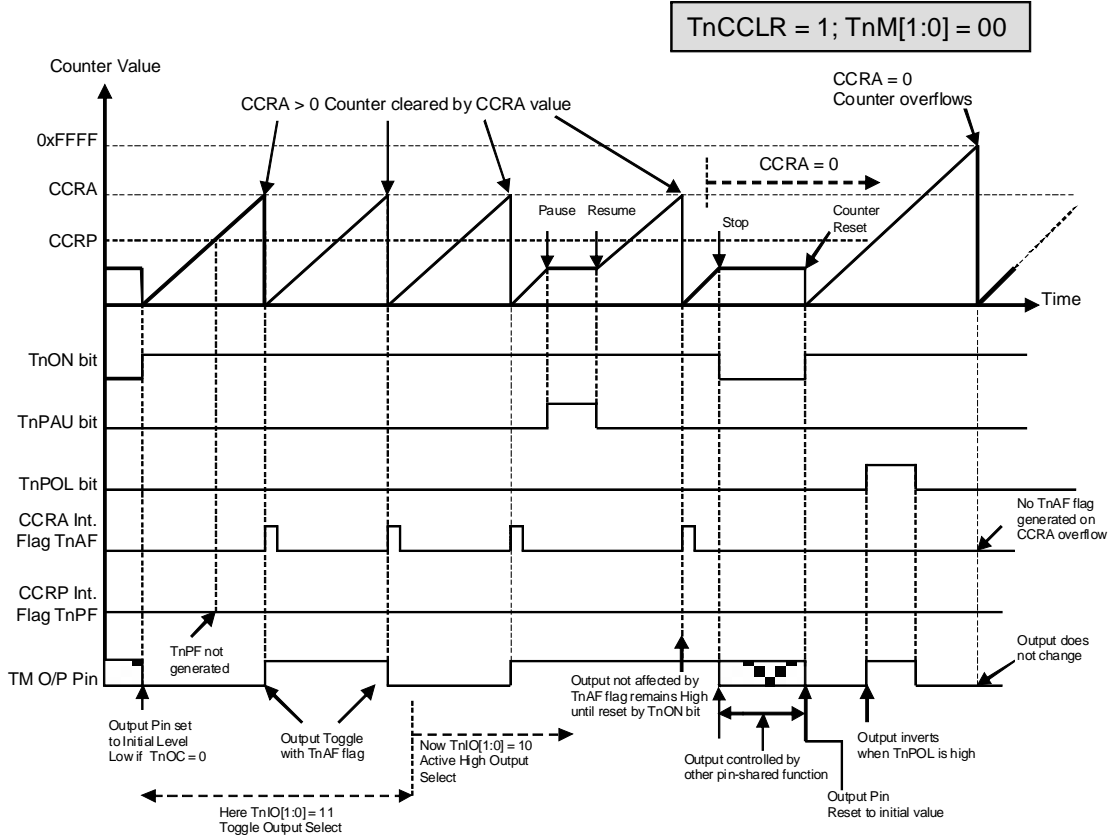 TnCCLR = 1; TnM[1:0] = 00
Counter Value
CCRA > 0 Counter cleared by CCRA value
CCRA = 0
Counter overflows
0xFFFF
CCRA = 0
CCRA
Pause
Resume
Stop
Counter
Reset
CCRP
Time
TnON bit
TnPAU bit
TnPOL bit
CCRA Int.
Flag TnAF
No TnAF flag
generated on
CCRA overflow
CCRP Int.
Flag TnPF
TnPF not
generated
Output does
not change
TM O/P Pin
Output not affected by
TnAF flag remains High
until reset by TnON bit
Output Pin set
to Initial Level
Low if TnOC = 0
Output Toggle
with TnAF flag
Now TnIO[1:0] = 10
Active High Output
Select
Output controlled by
other pin-shared function
Output inverts
when TnPOL is high
Output Pin
Reset to initial value
Here TnIO[1:0] = 11
Toggle Output Select